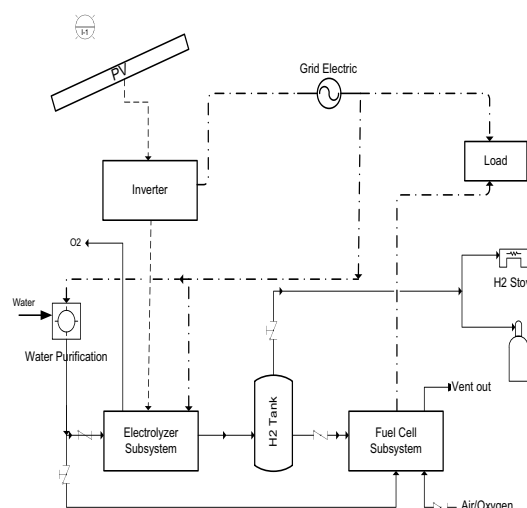 I-1
PV
Grid Electric
Inverter
Load
O2
Water
H2 Stov
Water Purification
H2 Tank
Vent out
Electrolyzer
Subsystem
Fuel Cell
Subsystem
Air/Oxygen